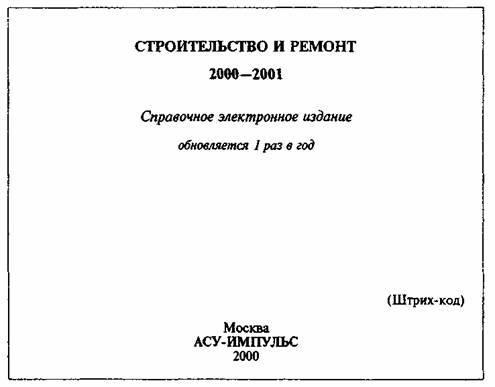 СТРОИТЕЛЬСТВО И РЕМОНТ
2000—2001
Справочное электронное издание
обновляется 1 раз в год
(Штрих-код)
Москва
АСУ-ИМПУЛЬС
2000